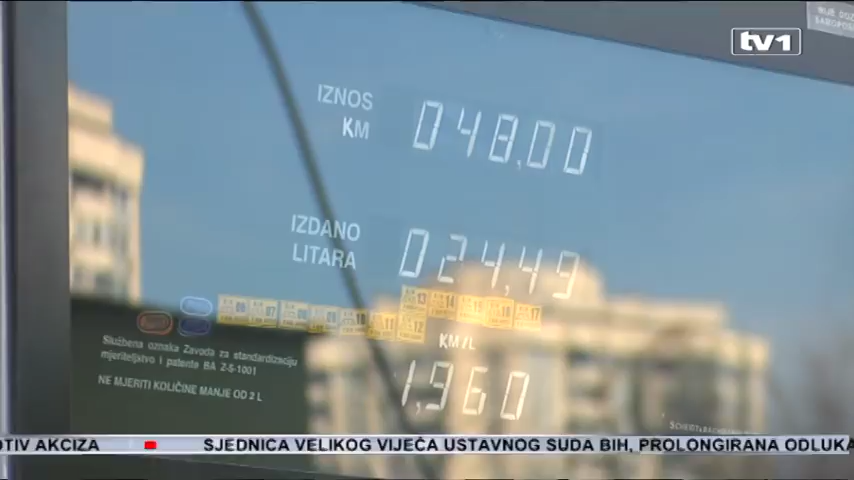 tv1
IZNOS
KM
048,00
IZDANO
LITARA
024,49
KM/L
1,960
Službena oznaka Zavoda za standardizaciju
mjeriteljstvo i patente BA Z-5-1001
NE MJERITI KOLIČINE MANJE OD 2 L
OTIV AKCIZA SJEDNICA VELIKOG VIJEĆA USTAVNOG SUDA BIH, PROLONGIRANA ODLUKA